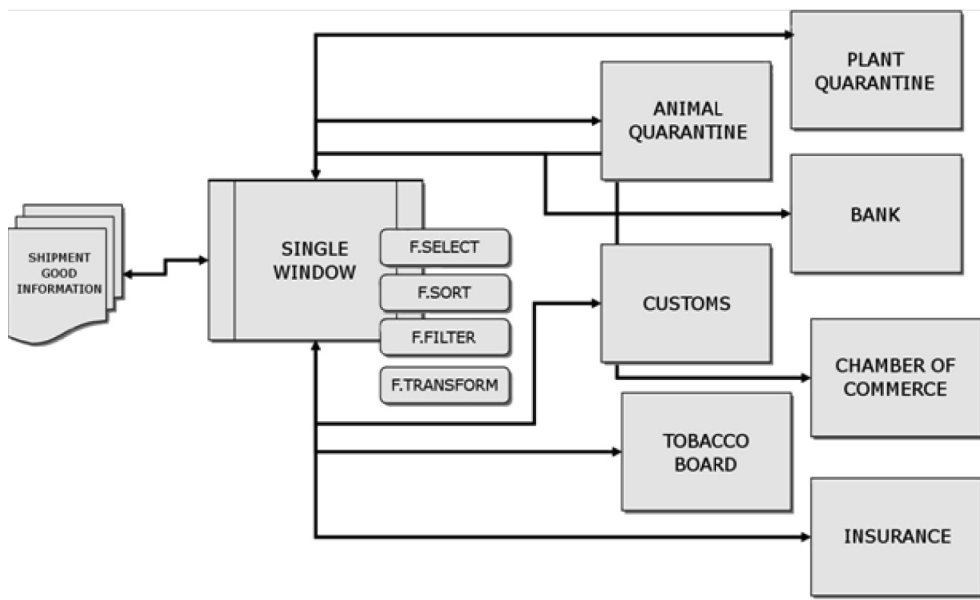 PLANT
QUARANTINE
ANIMAL
QUARANTINE
BANK
SHIPMENT
GOOD
INFORMATION
SINGLE
WINDOW
F.SELECT
F.SORT
F.FILTER
F.TRANSFORM
CUSTOMS
CHAMBER OF
COMMERCE
TOBACCO
BOARD
INSURANCE